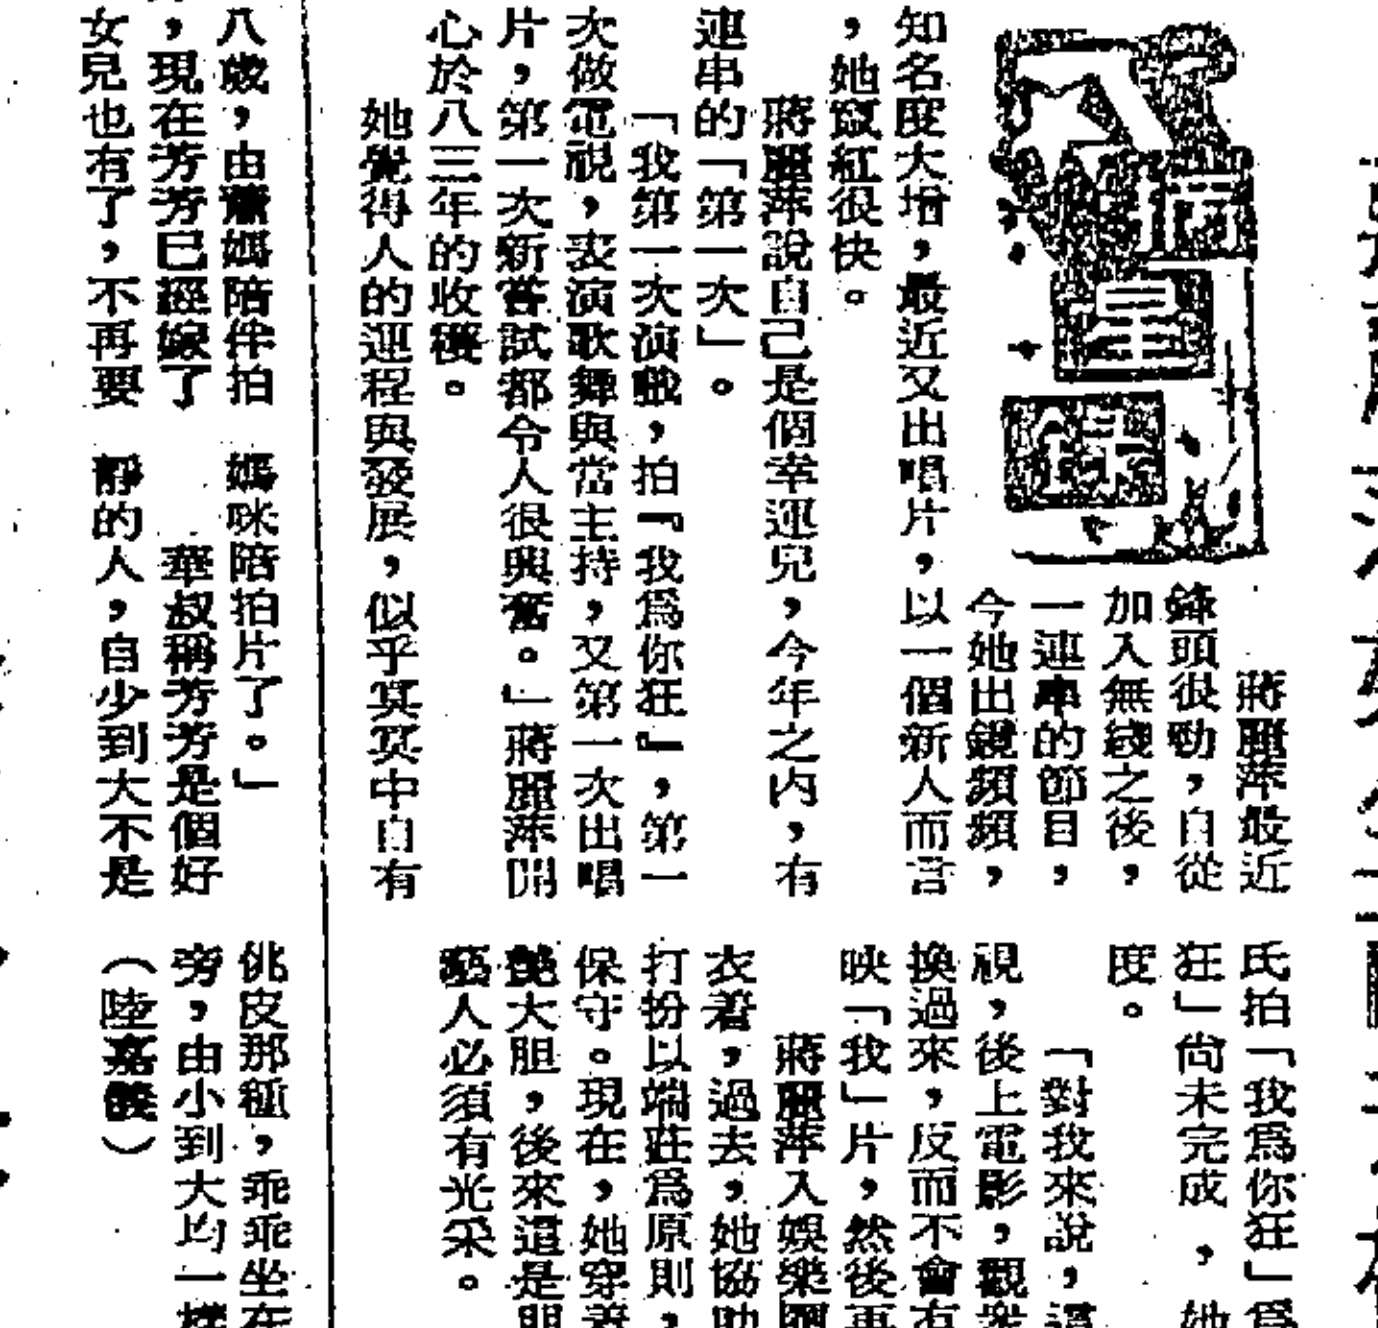 蔣麗萍最近
鋒頭很勁，自從
加入無綫之後，
一連串的節目，
今她出鏡頻頻，
知名度大增，最近又出唱片，以一個新人而言
，她竄紅很快。
蔣麗萍說自己是個幸運兒，今年之內，有
連串的「第一次」。
「我第一次演戲，拍『我爲你狂』，第一
次做電視，表演歌舞與當主持，又第一次出唱
片，第一次新嘗試都令人很興奮。」蔣麗萍開
心於八三年的收穫。
她覺得人的運程與發展，似乎冥冥中自有
氏拍「我爲你狂」爲
狂」尚未完成，她
度。
「對我來說，這
視，後上電影，觀衆
換過來，反而不會有
映「我」片，然後再
蔣麗萍入娛樂圈
衣着，過去，她協助
打扮以端莊爲原則，
保守。現在，她穿着
艷大胆，後來還是明
藝人必須有光采。
八歲，由蕭媽陪伴拍
，現在芳芳已經嫁了
女兒也有了，不再要
媽咪陪拍片了。」
華叔稱芳芳是個好
靜的人，自少到大不是
佻皮那種，乖乖坐在
旁，由小到大均一樣
（陸嘉儀）